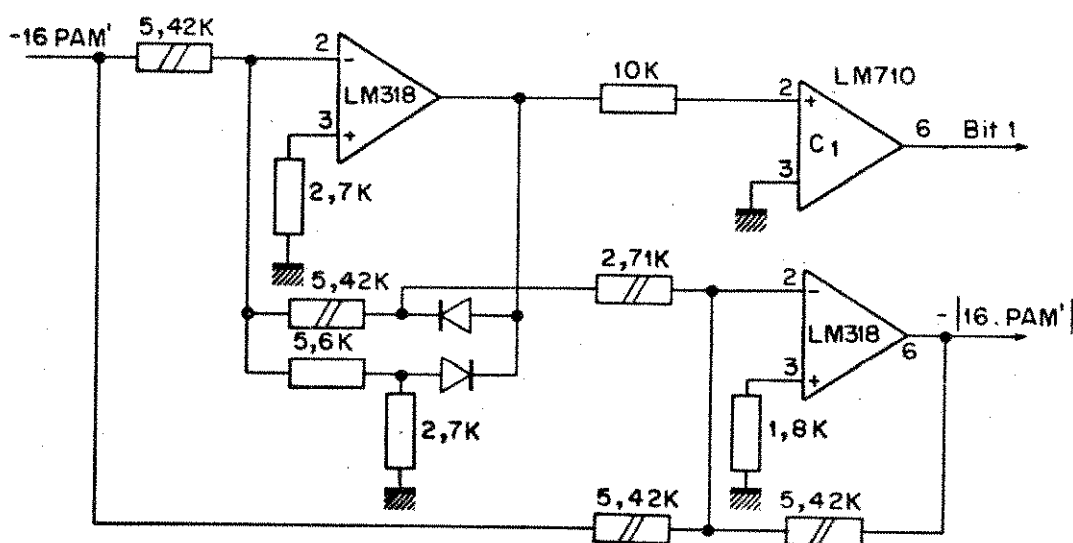 -16 PAM'
5,42K
2
-
LM318
3
+
2,7K
10K
LM710
2
+
C1
3
6
Bit 1
5,42K
5,6K
2,7K
2,71K
2
-
LM318
3
+
6
- |16.PAM'|
1,8K
5,42K
5,42K